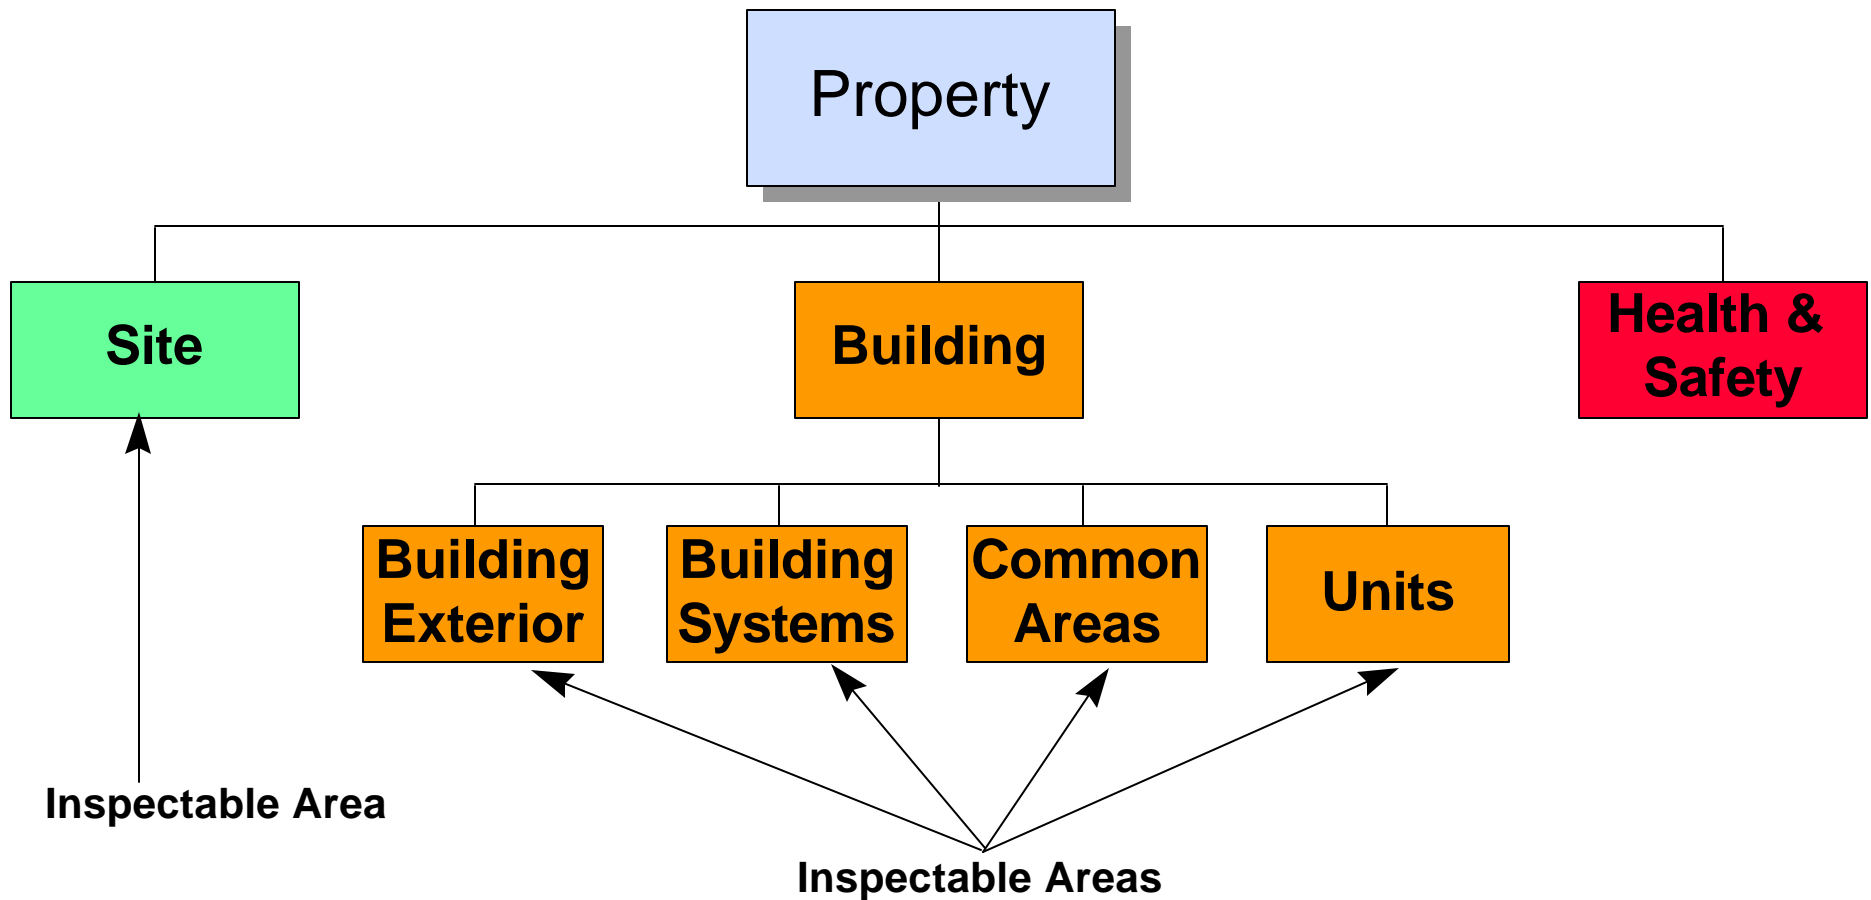 Property
Site
Building
Health &
Safety
Building
Exterior
Building
Systems
Common
Areas
Units
Inspectable Area
Inspectable Areas